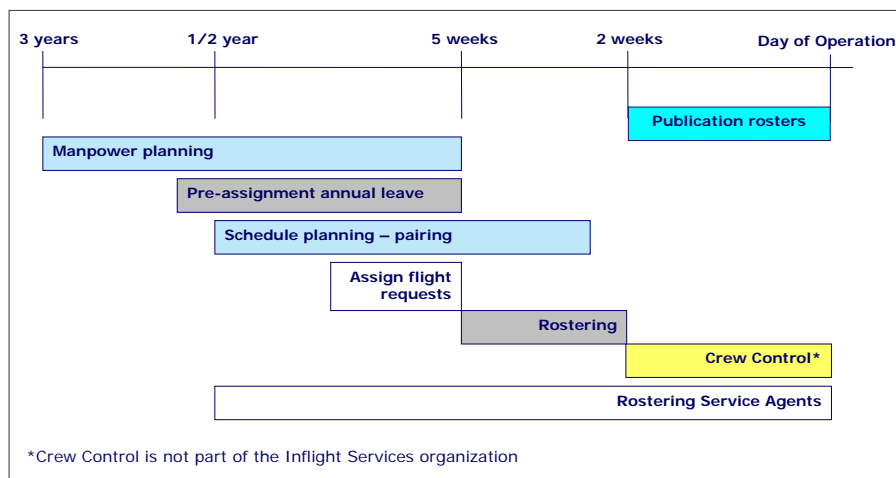 3 years 1/2 year 5 weeks 2 weeks Day of Operation
Publication rosters
Manpower planning
Pre-assignment annual leave
Schedule planning – pairing
Assign flight
requests
Rostering
Crew Control*
Rostering Service Agents
*Crew Control is not part of the Inflight Services organization